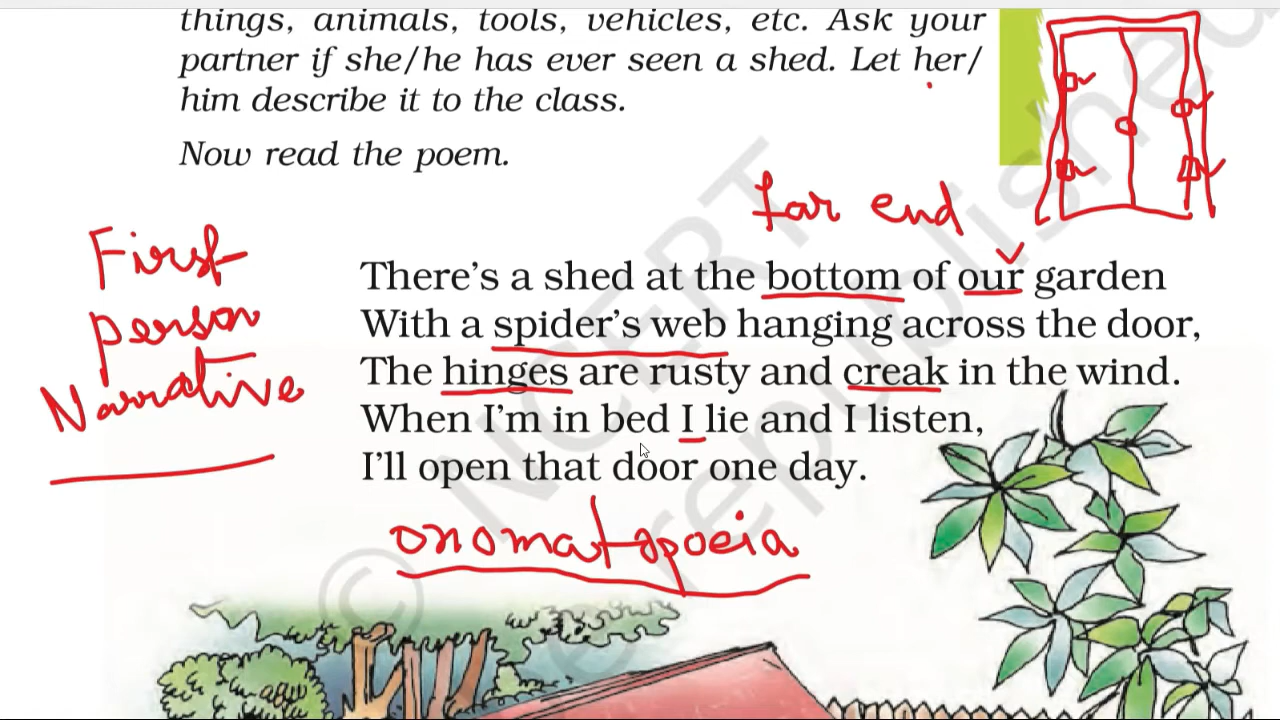 things, animals, tools, vehicles, etc. Ask your
partner if she/he has ever seen a shed. Let her/
him describe it to the class.
Now read the poem.
far end
First
person
Narrative
There's a shed at the bottom of our garden
With a spider's web hanging across the door,
The hinges are rusty and creak in the wind.
When I'm in bed I lie and I listen,
I'll open that door one day.
onomatopoeia
© NCERT
republished